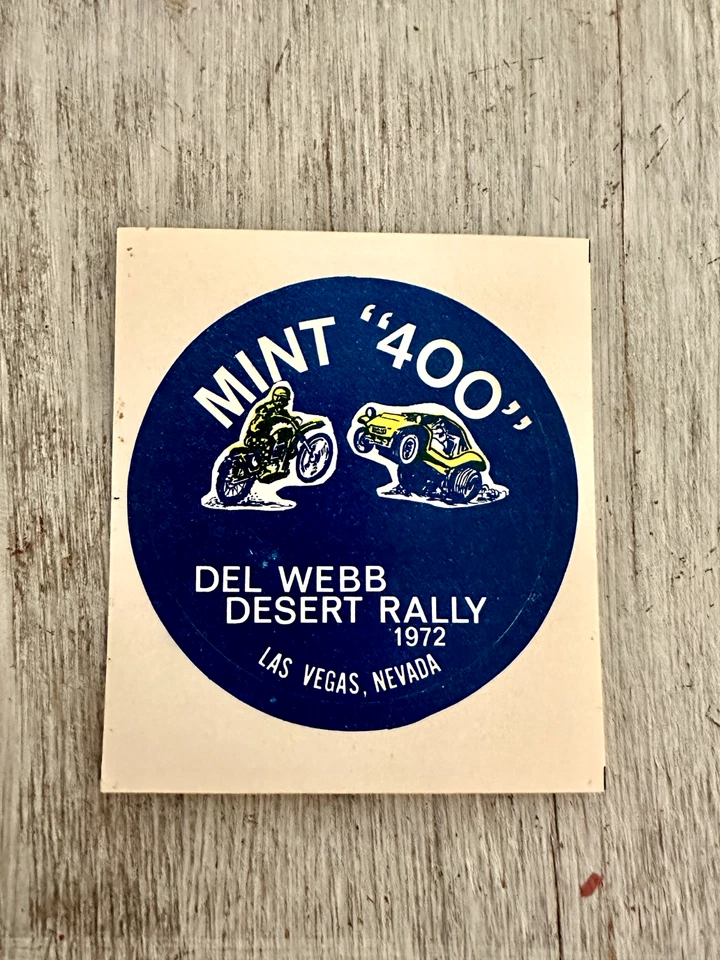 MINT “400”
DEL WEBB
DESERT RALLY
1972
LAS VEGAS, NEVADA